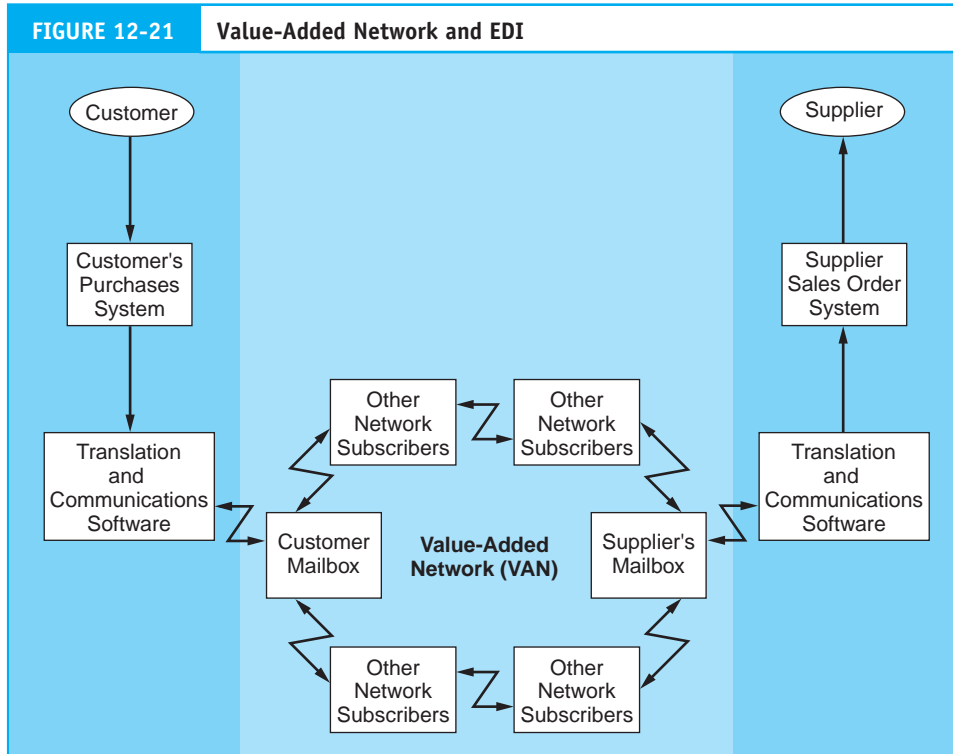 FIGURE 12-21
Value-Added Network and EDI
Customer
Supplier
Customer's
Purchases
System
Supplier
Sales Order
System
Other
Network
Subscribers
Other
Network
Subscribers
Translation
and
Communications
Software
Translation
and
Communications
Software
Customer
Mailbox
Value-Added
Network (VAN)
Supplier's
Mailbox
Other
Network
Subscribers
Other
Network
Subscribers